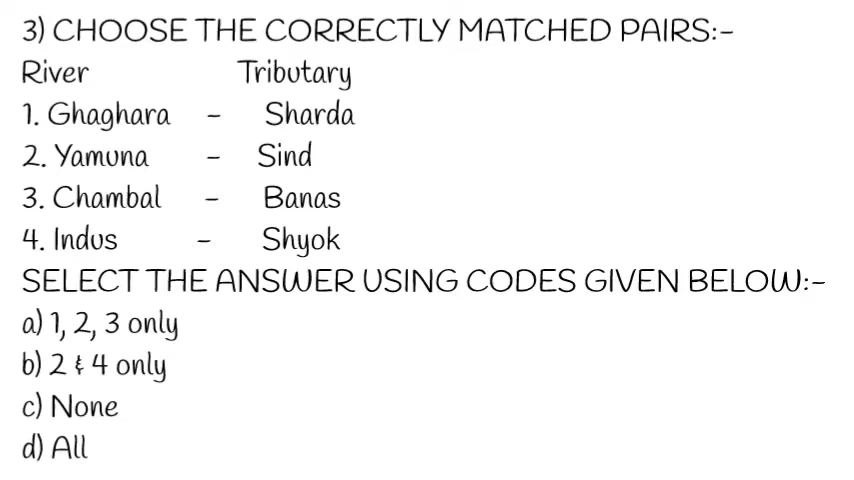 3) CHOOSE THE CORRECTLY MATCHED PAIRS:-
River Tributary
1. Ghaghara - Sharda
2. Yamuna - Sind
3. Chambal - Banas
4. Indus - Shyok
SELECT THE ANSWER USING CODES GIVEN BELOW:-
a) 1, 2, 3 only
b) 2 & 4 only
c) None
d) All